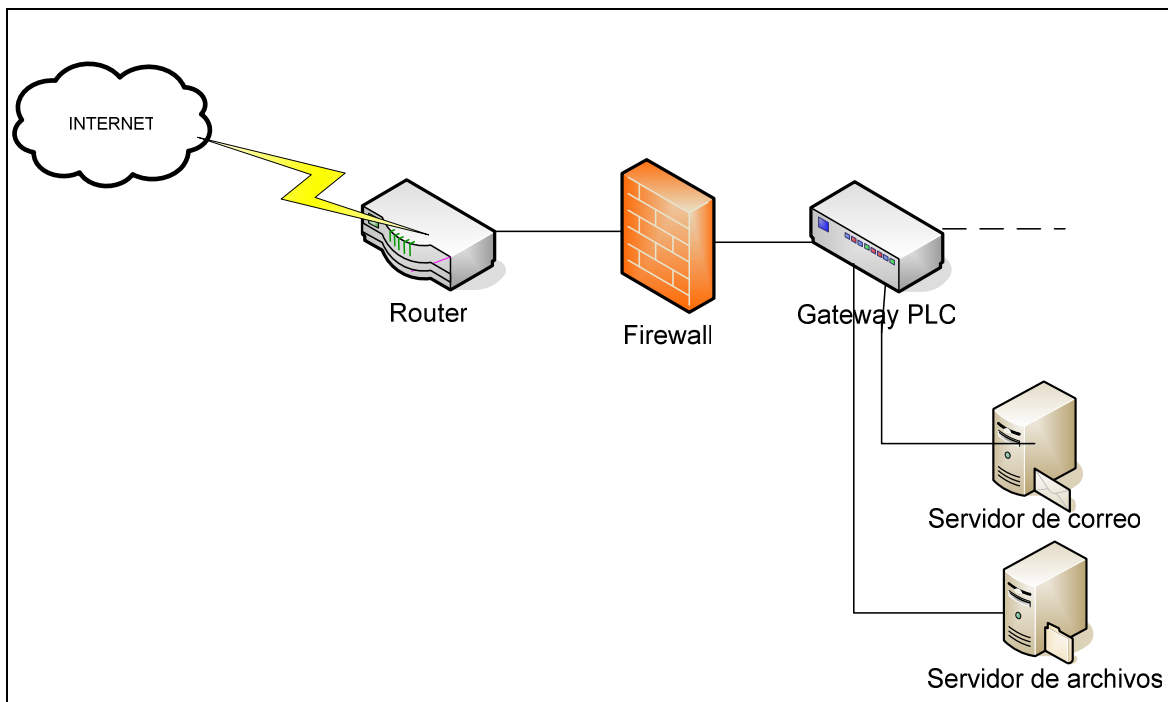 INTERNET
Router
Firewall
Gateway PLC
Servidor de correo
Servidor de archivos